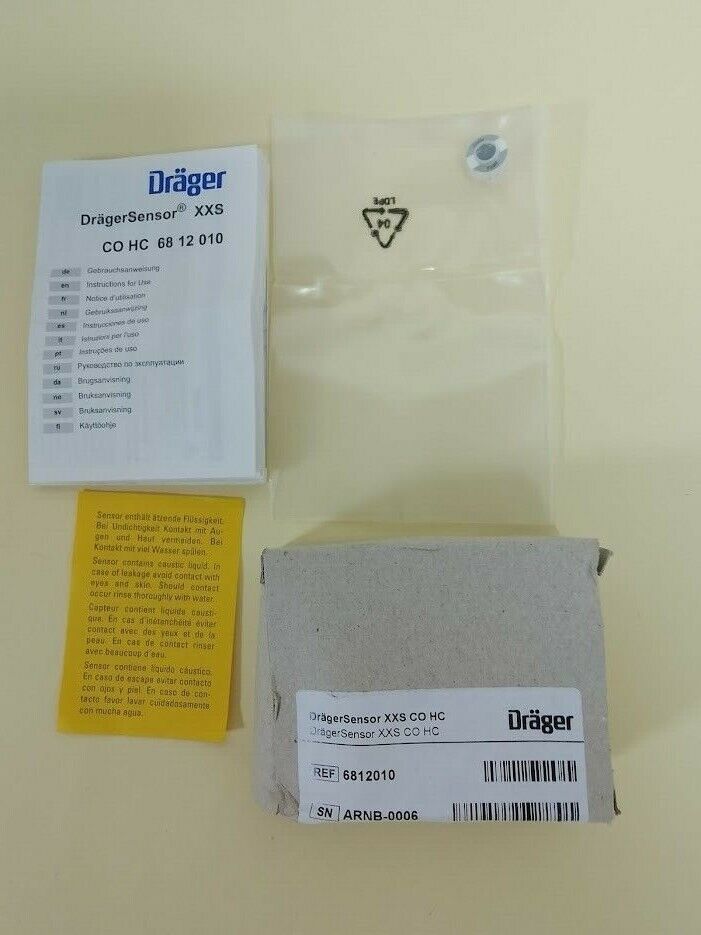 Dräger
DrägerSensor® XXS
CO HC 68 12 010
de Gebrauchsanweisung
en Instructions for Use
fr Notice d'utilisation
nl Gebruiksaanwijzing
es Instrucciones de uso
it Istruzioni per l'uso
pt Instruções de uso
ru Руководство по эксплуатации
da Brugsanvisning
no Bruksanvisning
sv Bruksanvisning
fi Käyttöohje
04
LDPE
Sensor enthält ätzende Flüssigkeit.
Bei Undichtigkeit Kontakt mit Au-
gen und Haut vermeiden. Bei
Kontakt mit viel Wasser spülen.
Sensor contains caustic liquid. In
case of leakage avoid contact with
eyes and skin. Should contact
occur rinse thoroughly with water.
Capteur contient liquide causti-
que. En cas d'inétanchéité éviter
contact avec des yeux et de la
peau. En cas de contact rinser
avec beaucoup d'eau.
Sensor contiene líquido cáustico.
En caso de escape evitar contacto
con ojos y piel. En caso de con-
tacto favor lavar cuidadosamente
con mucha agua.
DrägerSensor XXS CO HC
DrägerSensor XXS CO HC
Dräger
REF 6812010
SN ARNB-0006